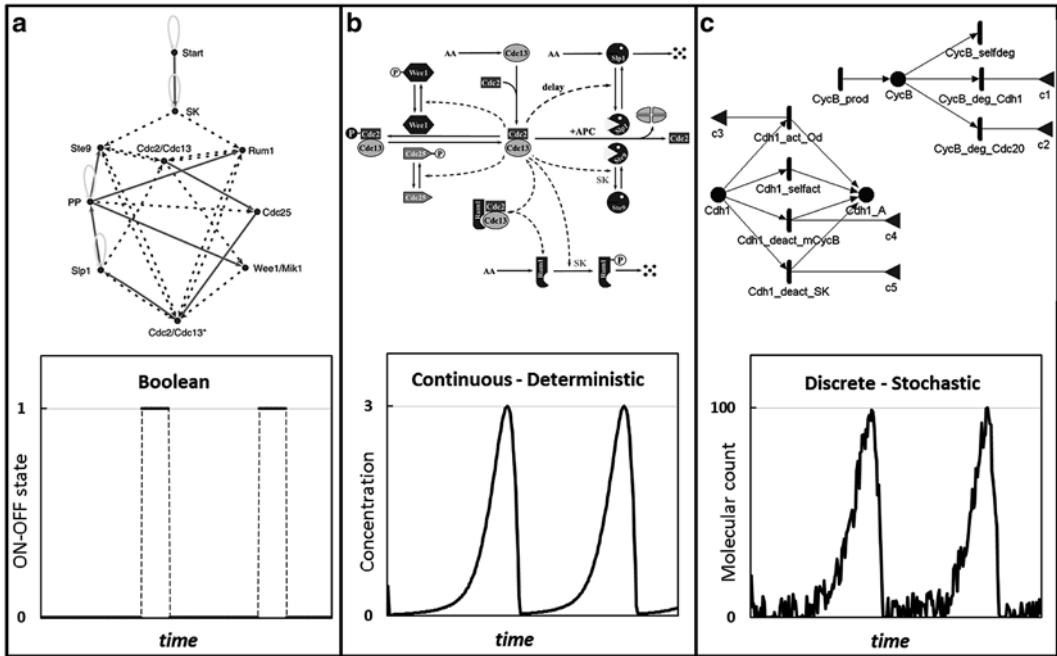 a
Start
SK
Ste9
Cdc2/Cdc13
Rum1
PP
Cdc25
Slp1
Wee1/Mik1
Cdc2/Cdc13*
Boolean
1
0
ON-OFF state
time
b
AA
Cdc13
AA
Slp1
P
Wee1
Cdc2
delay
Wee1
P
Cdc2
Cdc13
Cdc2
Cdc13
+APC
Cdc2
Cdc25
P
Cdc25
SK
Ste9
Rum1
Cdc2
Cdc13
AA
Rum1
SK
Rum1
P
Continuous - Deterministic
3
0
Concentration
time
c
CycB_selfdeg
CycB_prod
CycB
CycB_deg_Cdh1
c1
CycB_deg_Cdc20
c2
c3
Cdh1_act_Od
Cdh1_selfact
Cdh1
Cdh1_A
Cdh1_deact_mCycB
c4
Cdh1_deact_SK
c5
Discrete - Stochastic
100
0
Molecular count
time